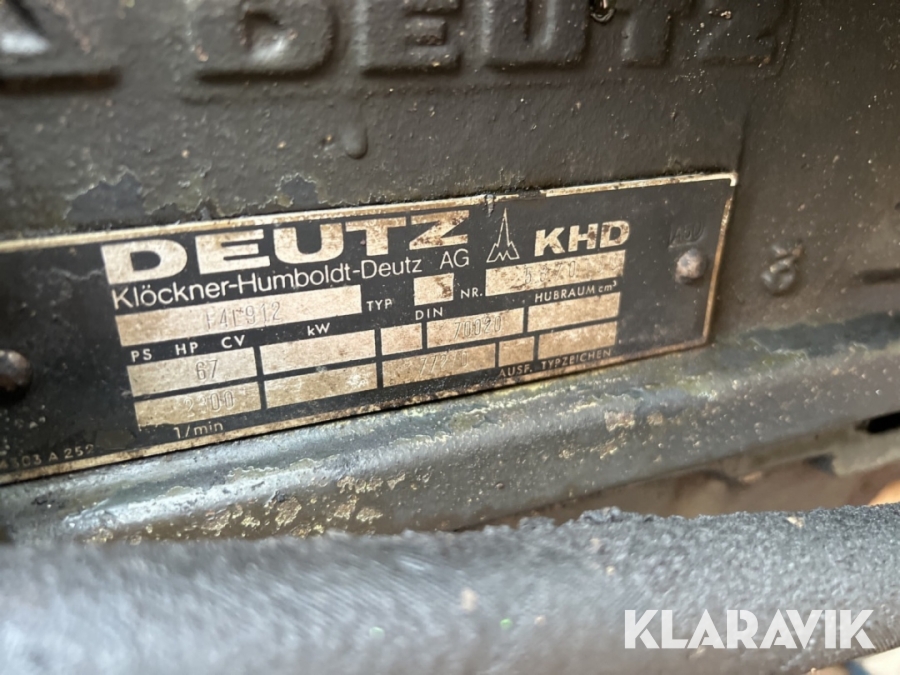 DEUTZ
DEUTZ KHD
Klöckner-Humboldt-Deutz AG
F4L912 TYP NR.
PS HP CV kW DIN 70020 HUBRAUM cm³
67
1/min AUSF. TYPZEICHEN
KLARAVIK